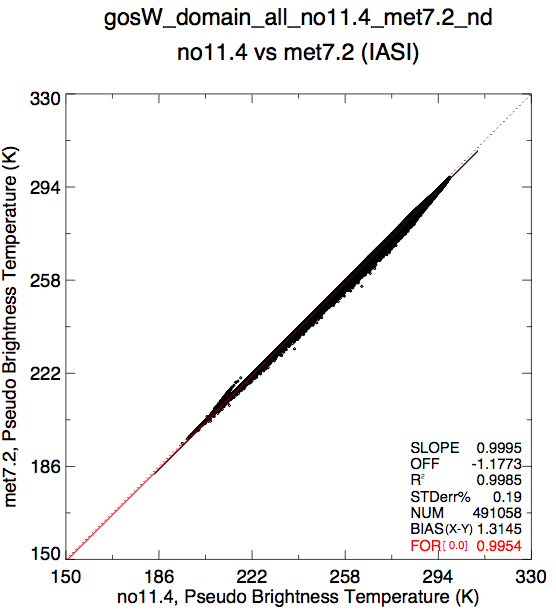 gosW_domain_all_no11.4_met7.2_nd
no11.4 vs met7.2 (IASI)
330
294
258
222
186
150
met7.2, Pseudo Brightness Temperature (K)
SLOPE 0.9995
OFF -1.1773
R² 0.9985
STDerr% 0.19
NUM 491058
BIAS(X-Y) 1.3145
FOR[ 0.0] 0.9954
150 186 222 258 294 330
no11.4, Pseudo Brightness Temperature (K)